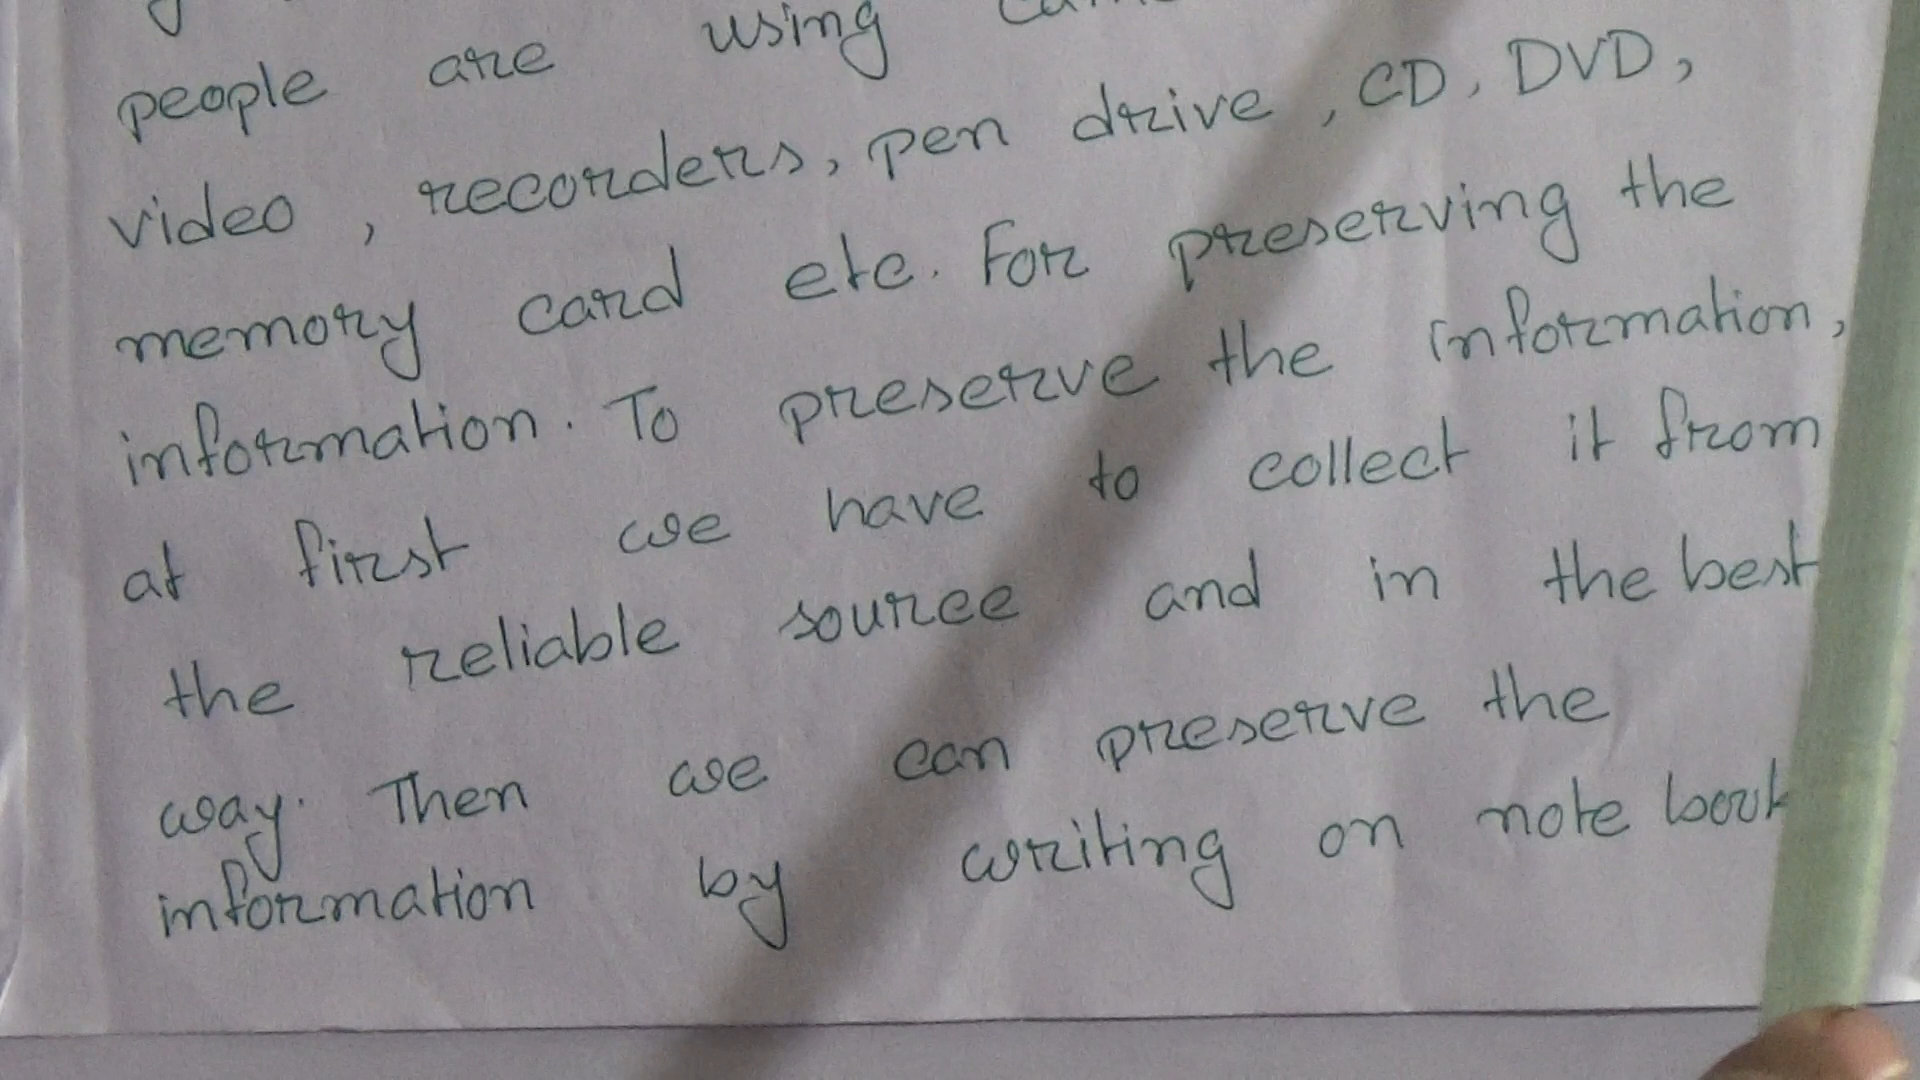 people are using
video, recorders, pen drive, CD, DVD,
memory card etc. For preserving the
information. To preserve the information,
at first we have to collect it from
the reliable source and in the best
way. Then we can preserve the
information by writing on note book